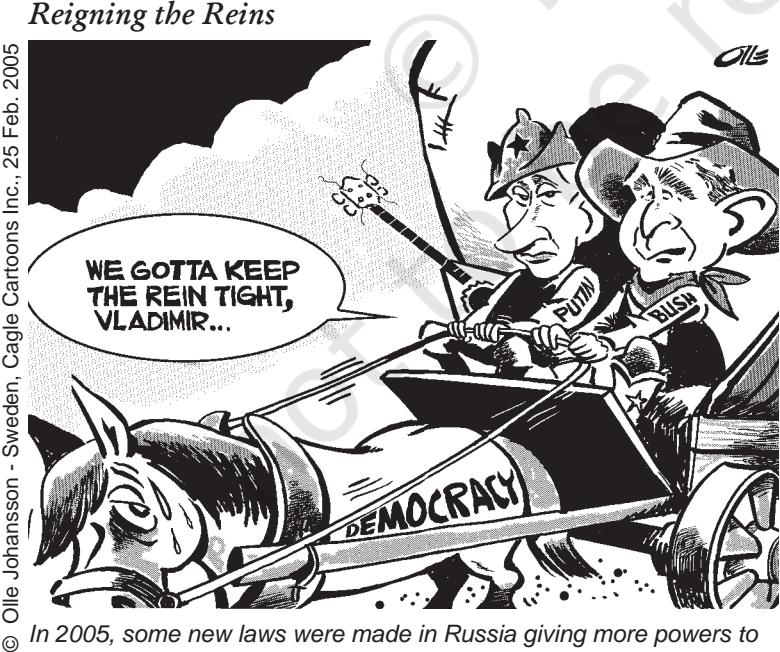 Reigning the Reins
© Olle Johansson - Sweden, Cagle Cartoons Inc., 25 Feb. 2005
OLLE
WE GOTTA KEEP
THE REIN TIGHT,
VLADIMIR...
PUTIN
BUSH
DEMOCRACY
In 2005, some new laws were made in Russia giving more powers to